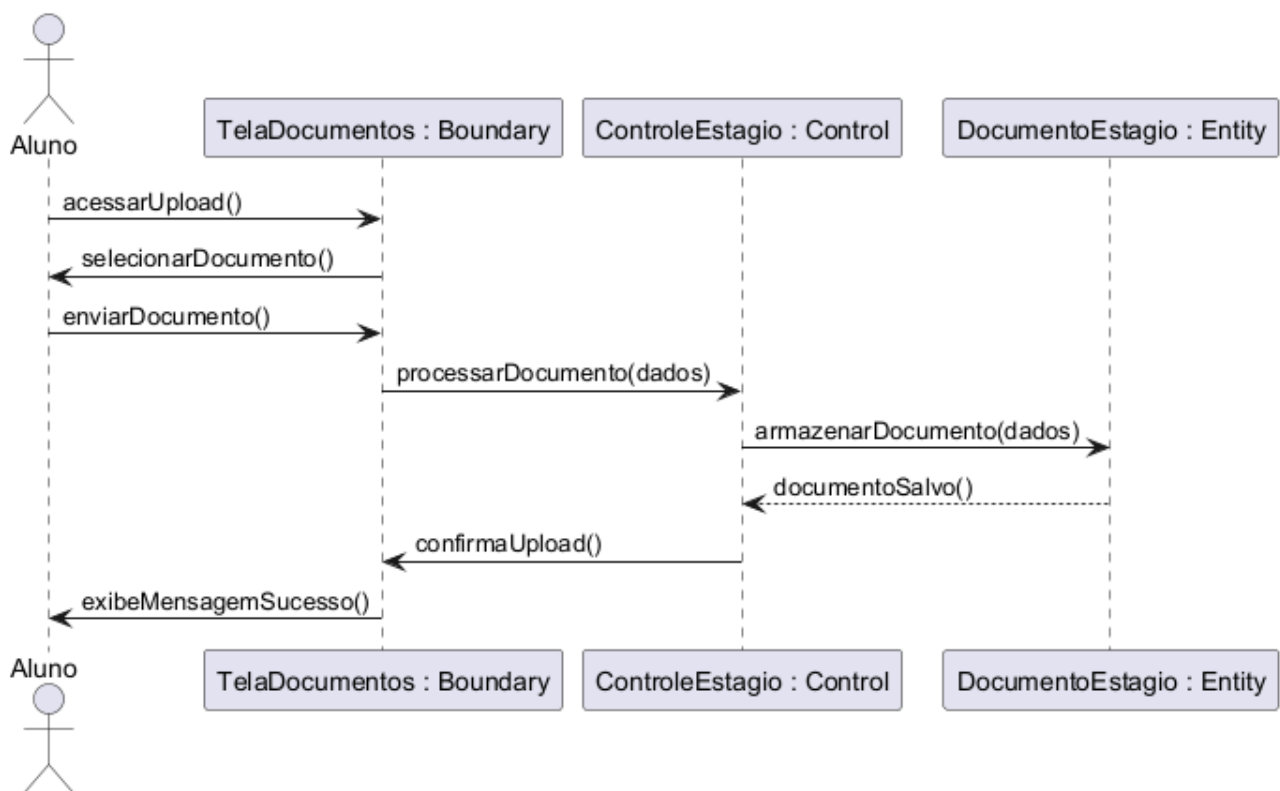 Aluno
TelaDocumentos : Boundary
ControleEstagio : Control
DocumentoEstagio : Entity
acessarUpload()
selecionarDocumento()
enviarDocumento()
processarDocumento(dados)
armazenarDocumento(dados)
documentoSalvo()
confirmaUpload()
exibeMensagemSucesso()
Aluno
TelaDocumentos : Boundary
ControleEstagio : Control
DocumentoEstagio : Entity